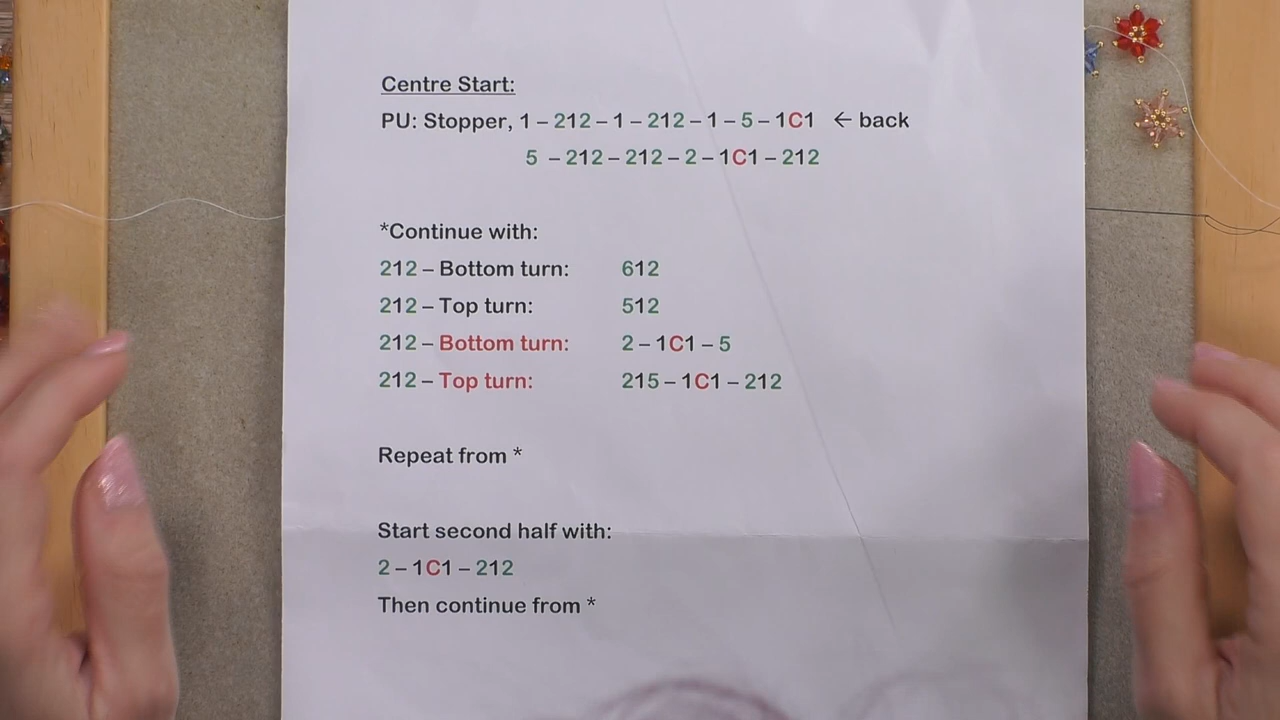 Centre Start:
PU: Stopper, 1 – 212 – 1 – 212 – 1 – 5 – 1C1 ← back
5 – 212 – 212 – 2 – 1C1 – 212
*Continue with:
212 – Bottom turn: 612
212 – Top turn: 512
212 – Bottom turn: 2 – 1C1 – 5
212 – Top turn: 215 – 1C1 – 212
Repeat from *
Start second half with:
2 – 1C1 – 212
Then continue from *